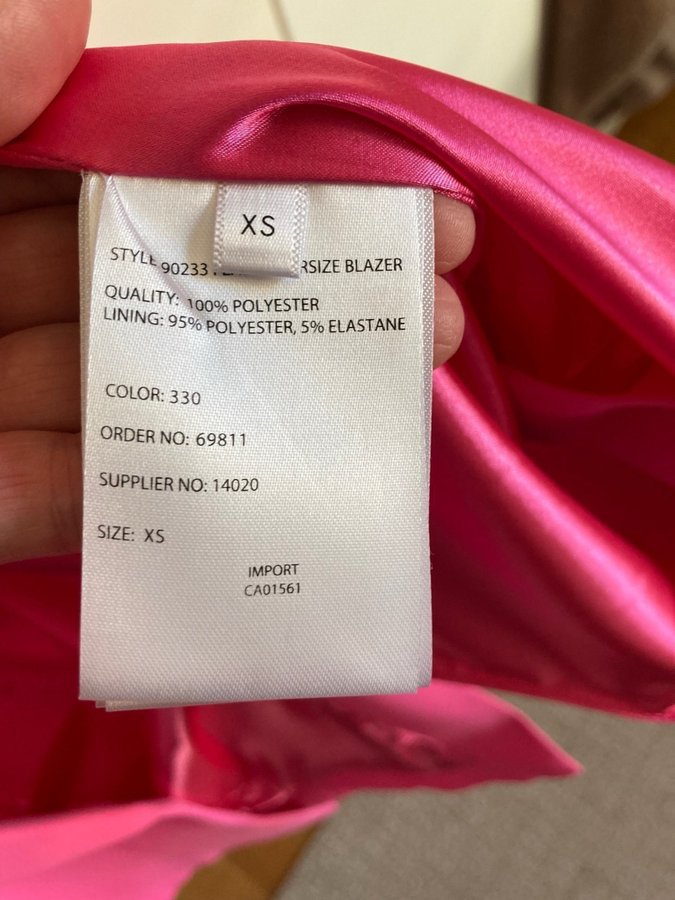 XS
STYLE 90233 RSIZE BLAZER
QUALITY: 100% POLYESTER
LINING: 95% POLYESTER, 5% ELASTANE
COLOR: 330
ORDER NO: 69811
SUPPLIER NO: 14020
SIZE: XS
IMPORT
CA01561